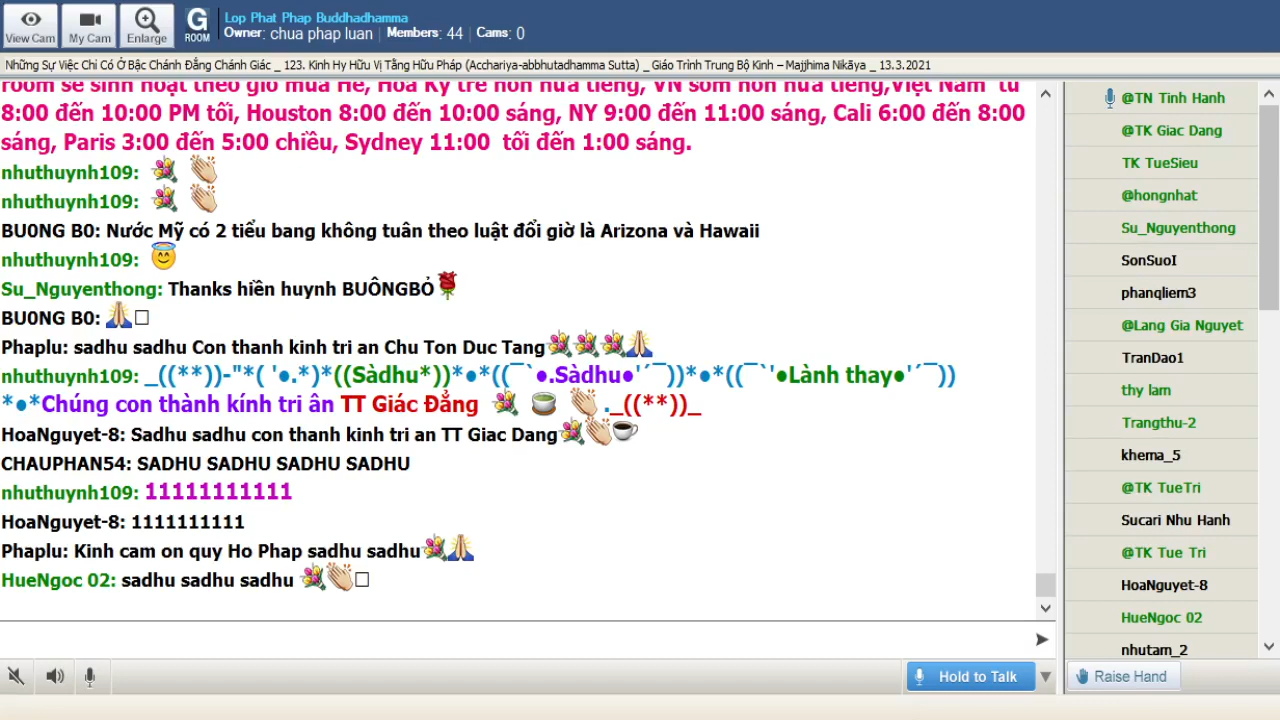 View Cam
My Cam
Enlarge
G
ROOM
Lop Phat Phap Buddhadhamma
Owner: chua phap luan | Members: 44 | Cams: 0
Những Sự Việc Chỉ Có Ở Bậc Chánh Đẳng Chánh Giác _ 123. Kinh Hy Hữu Vị Tằng Hữu Pháp (Acchariya-abbhutadhamma Sutta) _ Giáo Trình Trung Bộ Kinh – Majjhima Nikāya _ 13.3.2021
room sẽ sinh hoạt theo giờ mùa Hè, Hoa Kỳ trễ hơn nửa tiếng, VN sớm hơn nửa tiếng,Việt Nam từ
8:00 đến 10:00 PM tối, Houston 8:00 đến 10:00 sáng, NY 9:00 đến 11:00 sáng, Cali 6:00 đến 8:00
sáng, Paris 3:00 đến 5:00 chiều, Sydney 11:00 tối đến 1:00 sáng.
nhuthuynh109: 💐 👏
nhuthuynh109: 💐 👏
BU0NG B0: Nước Mỹ có 2 tiểu bang không tuân theo luật đổi giờ là Arizona và Hawaii
nhuthuynh109: 😇
Su_Nguyenthong: Thanks hiền huynh BUÔNGBỎ🌹
BU0NG B0: 🙏□
Phaplu: sadhu sadhu Con thanh kinh tri an Chu Ton Duc Tang💐💐💐🙏
nhuthuynh109: _((**))-"*( '●.*)*((Sàdhu*))*●*((¯`●.Sàdhu●'´¯))*●*((¯`'●Lành thay●'´¯))
*●*Chúng con thành kính tri ân TT Giác Đẳng 💐 🍵 👏 ._((**))_
HoaNguyet-8: Sadhu sadhu con thanh kinh tri an TT Giac Dang💐👏☕
CHAUPHAN54: SADHU SADHU SADHU SADHU
nhuthuynh109: 11111111111
HoaNguyet-8: 1111111111
Phaplu: Kinh cam on quy Ho Phap sadhu sadhu💐🙏
HueNgoc 02: sadhu sadhu sadhu 💐👏□
Hold to Talk
@TN Tinh Hanh
@TK Giac Dang
TK TueSieu
@hongnhat
Su_Nguyenthong
SonSuoI
phanqliem3
@Lang Gia Nguyet
TranDao1
thy lam
Trangthu-2
khema_5
@TK TueTri
Sucari Nhu Hanh
@TK Tue Tri
HoaNguyet-8
HueNgoc 02
nhutam_2
Raise Hand